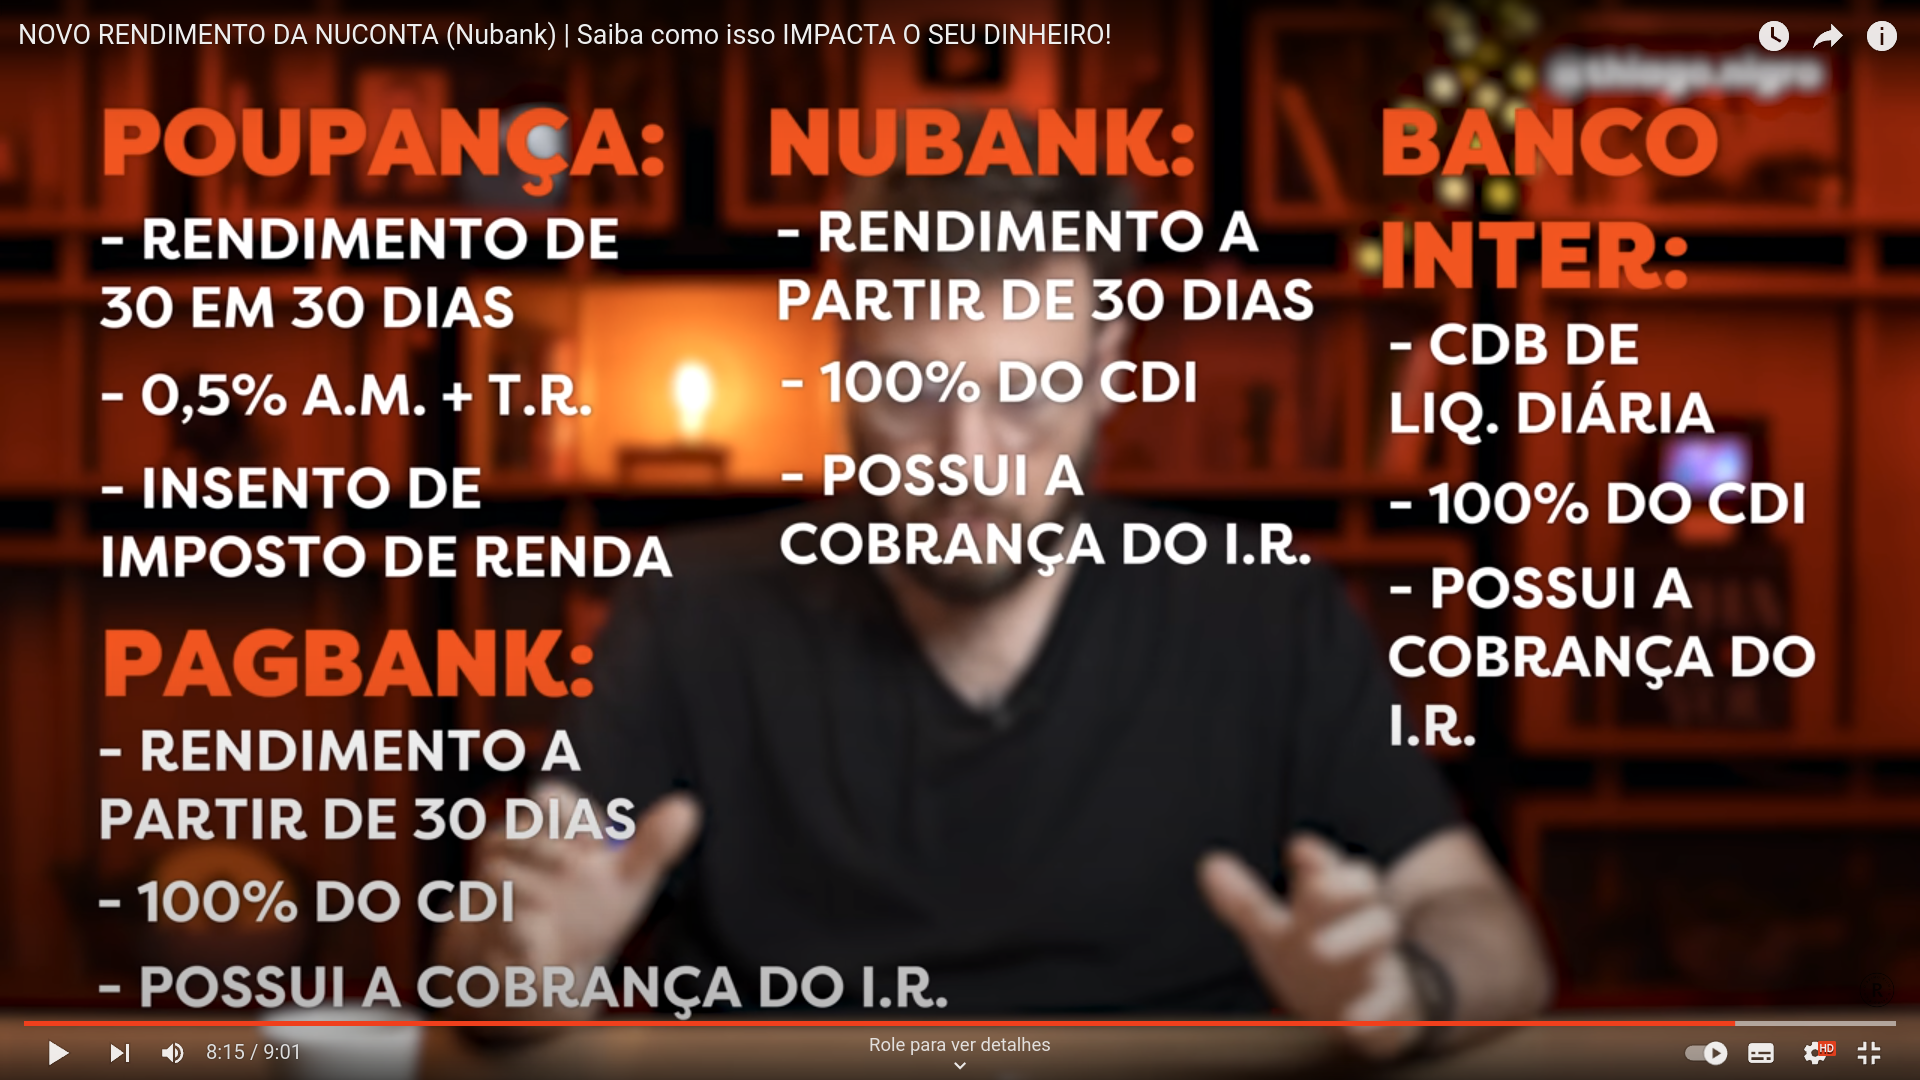 NOVO RENDIMENTO DA NUCONTA (Nubank) | Saiba como isso IMPACTA O SEU DINHEIRO!
@thiago.nigro
POUPANÇA:
- RENDIMENTO DE
30 EM 30 DIAS
- 0,5% A.M. + T.R.
- INSENTO DE
IMPOSTO DE RENDA
PAGBANK:
- RENDIMENTO A
PARTIR DE 30 DIAS
- 100% DO CDI
- POSSUI A COBRANÇA DO I.R.
NUBANK:
- RENDIMENTO A
PARTIR DE 30 DIAS
- 100% DO CDI
- POSSUI A
COBRANÇA DO I.R.
BANCO
INTER:
- CDB DE
LIQ. DIÁRIA
- 100% DO CDI
- POSSUI A
COBRANÇA DO
I.R.
8:15 / 9:01
Role para ver detalhes
HD